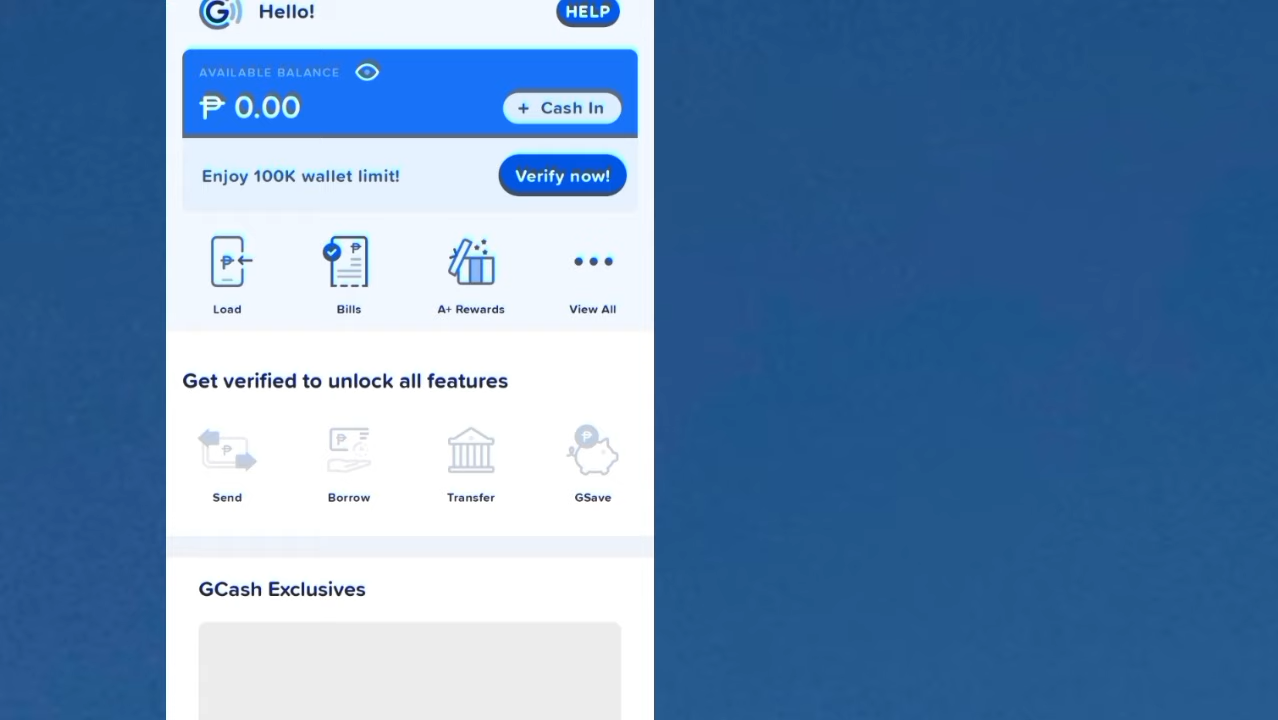 Hello!
HELP
AVAILABLE BALANCE
₱ 0.00
+ Cash In
Enjoy 100K wallet limit!
Verify now!
Load
Bills
A+ Rewards
View All
Get verified to unlock all features
Send
Borrow
Transfer
GSave
GCash Exclusives